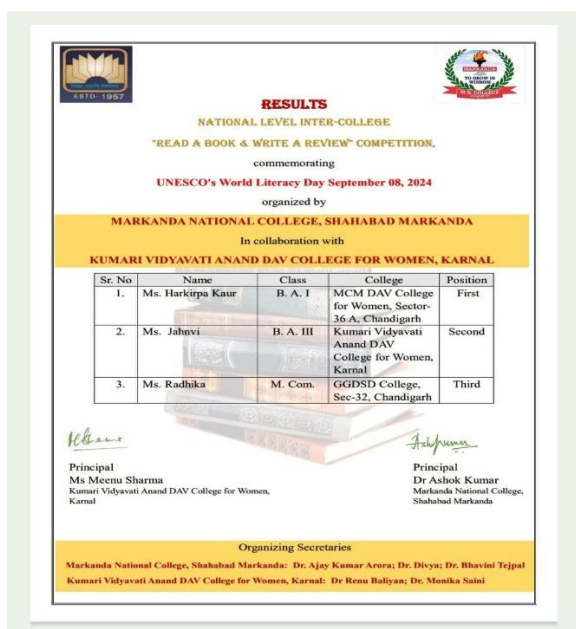 ESTD- 1957
MARKANDA
TO GROW IN
WISDOM
M.N. COLLEGE
RESULTS
NATIONAL LEVEL INTER-COLLEGE
"READ A BOOK & WRITE A REVIEW" COMPETITION,
commemorating
UNESCO's World Literacy Day September 08, 2024
organized by
MARKANDA NATIONAL COLLEGE, SHAHABAD MARKANDA
In collaboration with
KUMARI VIDYAVATI ANAND DAV COLLEGE FOR WOMEN, KARNAL
Sr. No Name Class College Position
1. Ms. Harkirpa Kaur B. A. I MCM DAV College First
for Women, Sector-
36 A, Chandigarh
2. Ms. Jahnvi B. A. III Kumari Vidyavati Second
Anand DAV
College for Women,
Karnal
3. Ms. Radhika M. Com. GGDSD College, Third
Sec-32, Chandigarh
Principal Principal
Ms Meenu Sharma Dr Ashok Kumar
Kumari Vidyavati Anand DAV College for Women, Markanda National College,
Karnal Shahabad Markanda
Organizing Secretaries
Markanda National College, Shahabad Markanda: Dr. Ajay Kumar Arora; Dr. Divya; Dr. Bhavini Tejpal
Kumari Vidyavati Anand DAV College for Women, Karnal: Dr Renu Baliyan; Dr. Monika Saini